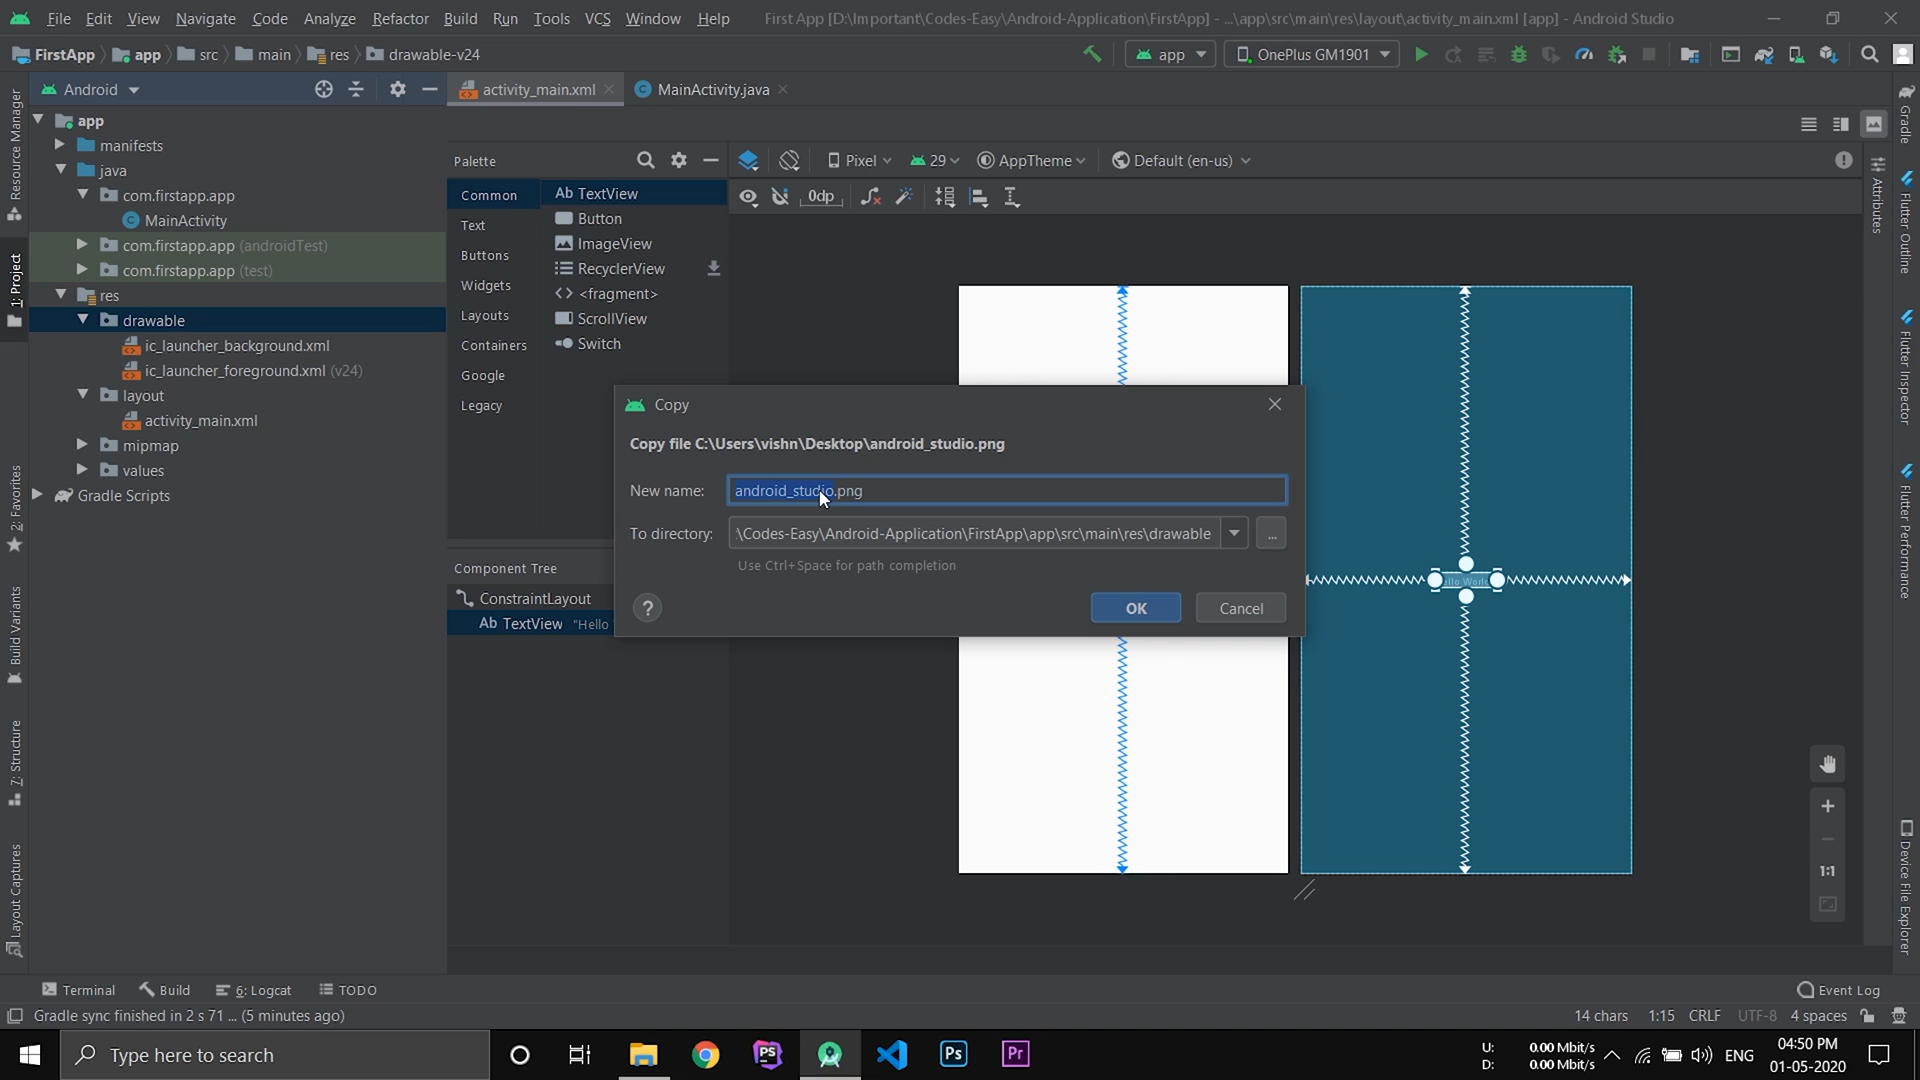 File Edit View Navigate Code Analyze Refactor Build Run Tools VCS Window Help First App [D:\Important\Codes-Easy\Android-Application\FirstApp] - ...\app\src\main\res\layout\activity_main.xml [app] - Android Studio
FirstApp app src main res drawable-v24 app OnePlus GM1901
Android activity_main.xml MainActivity.java
app
manifests
java
com.firstapp.app
MainActivity
com.firstapp.app (androidTest)
com.firstapp.app (test)
res
drawable
ic_launcher_background.xml
ic_launcher_foreground.xml (v24)
layout
activity_main.xml
mipmap
values
Gradle Scripts
Resource Manager
1: Project
2: Favorites
Build Variants
7: Structure
Layout Captures
Palette
Common
Text
Buttons
Widgets
Layouts
Containers
Google
Legacy
Ab TextView
Button
ImageView
RecyclerView
<> <fragment>
ScrollView
Switch
Pixel 29 AppTheme Default (en-us)
0dp
Component Tree
ConstraintLayout
Ab TextView "Hello
Copy
Copy file C:\Users\vishn\Desktop\android_studio.png
New name: android_studio.png
To directory: \Codes-Easy\Android-Application\FirstApp\app\src\main\res\drawable ...
Use Ctrl+Space for path completion
? OK Cancel
1:1
Gradle
Attributes
Flutter Outline
Flutter Inspector
Flutter Performance
Device File Explorer
Terminal Build 6: Logcat TODO Event Log
Gradle sync finished in 2 s 71 ... (5 minutes ago) 14 chars 1:15 CRLF UTF-8 4 spaces
Type here to search
PS
Ps
Pr
U: 0.00 Mbit/s
D: 0.00 Mbit/s
ENG
04:50 PM
01-05-2020